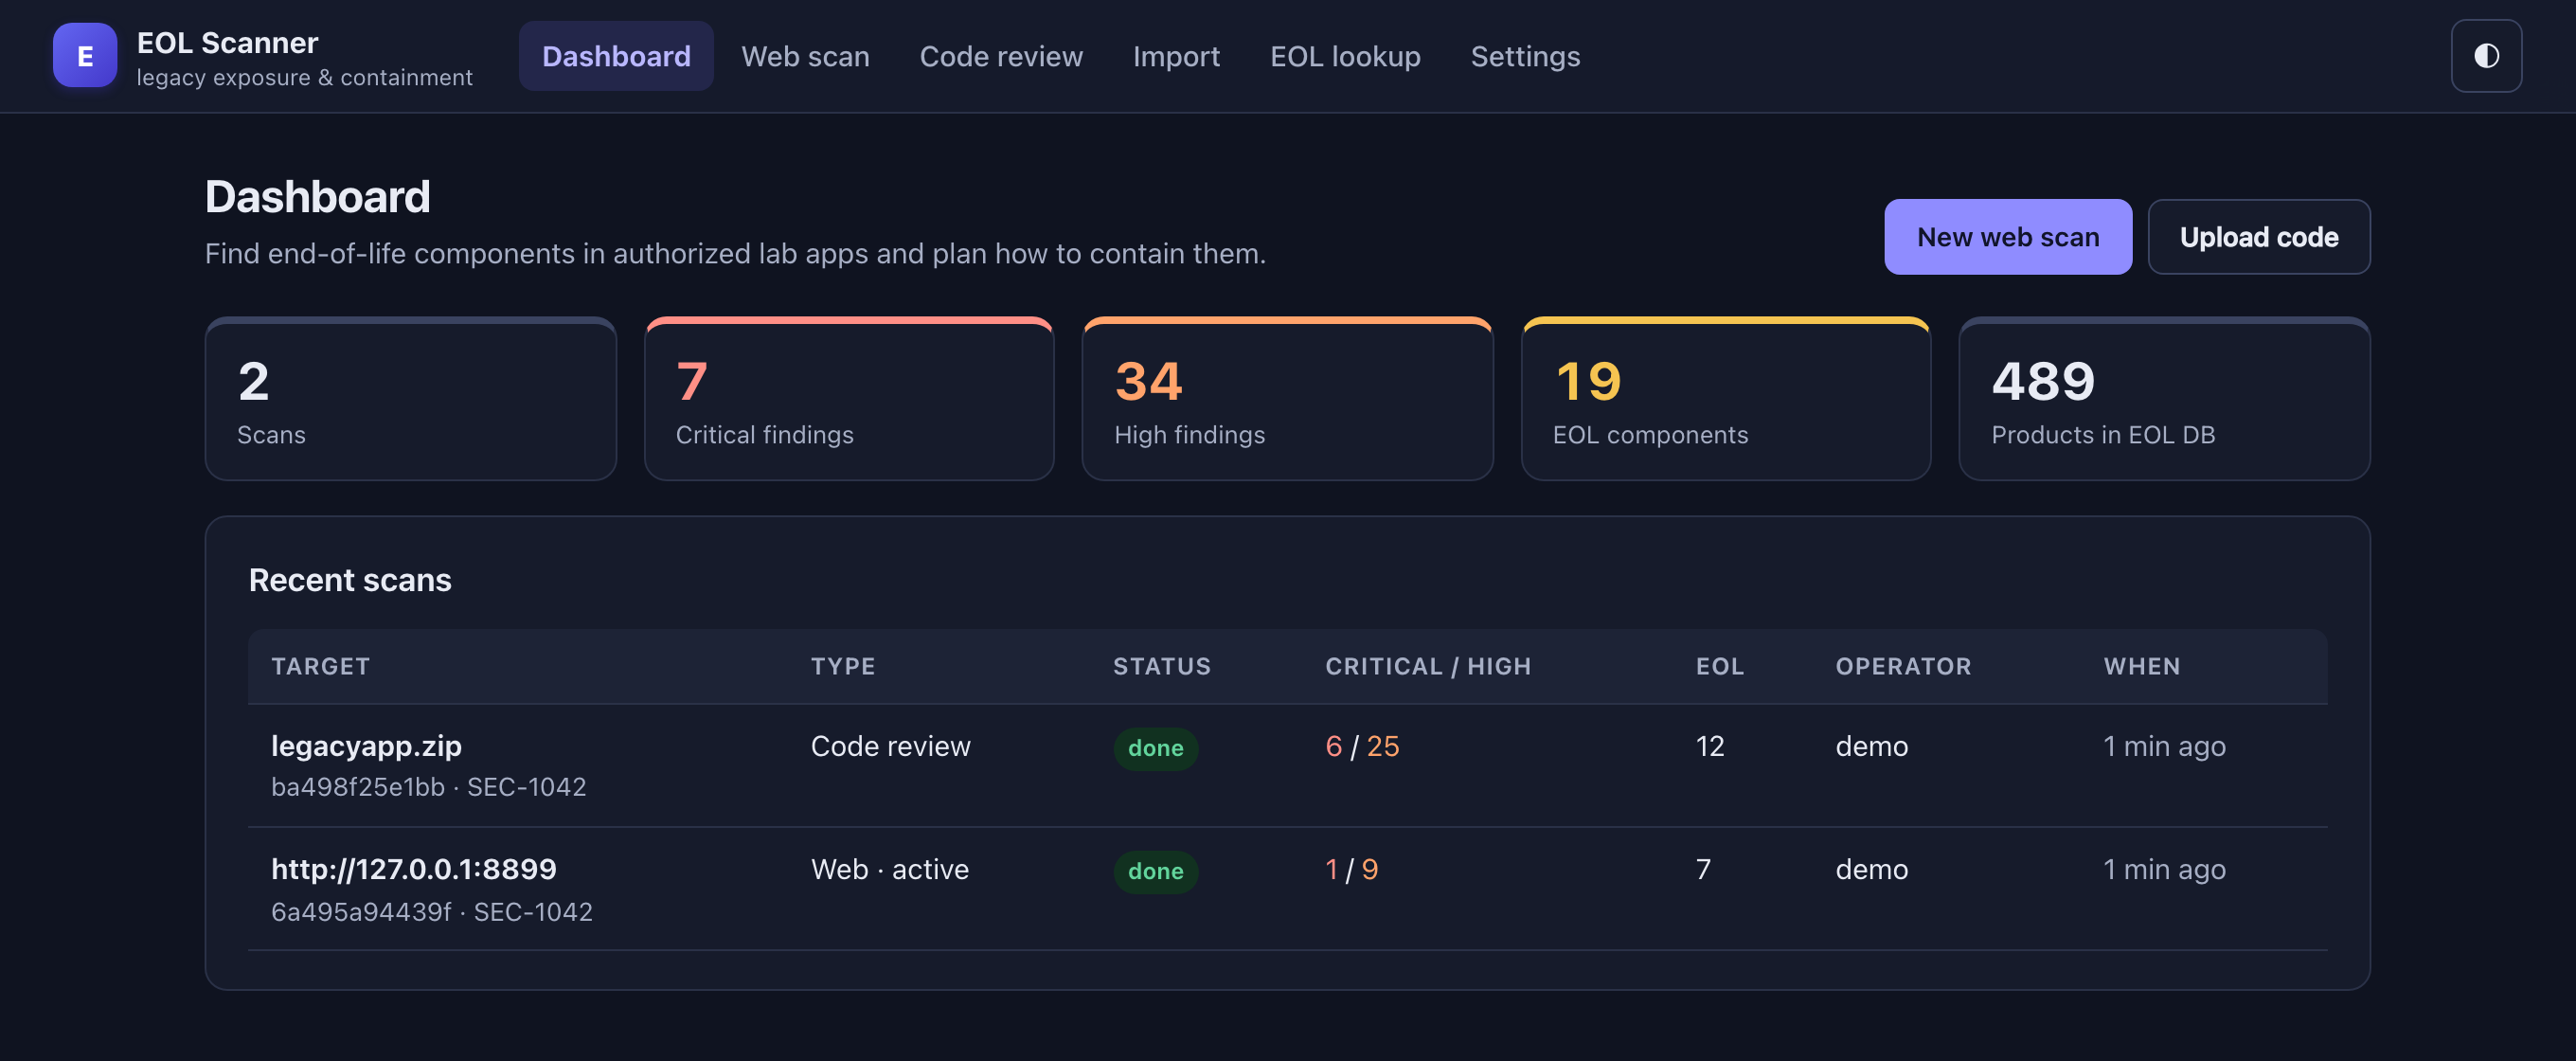 E
EOL Scanner
legacy exposure & containment
Dashboard
Web scan
Code review
Import
EOL lookup
Settings
Dashboard
Find end-of-life components in authorized lab apps and plan how to contain them.
New web scan
Upload code
2
Scans
7
Critical findings
34
High findings
19
EOL components
489
Products in EOL DB
Recent scans
TARGET TYPE STATUS CRITICAL / HIGH EOL OPERATOR WHEN
legacyapp.zip Code review done 6 / 25 12 demo 1 min ago
ba498f25e1bb · SEC-1042
http://127.0.0.1:8899 Web · active done 1 / 9 7 demo 1 min ago
6a495a94439f · SEC-1042